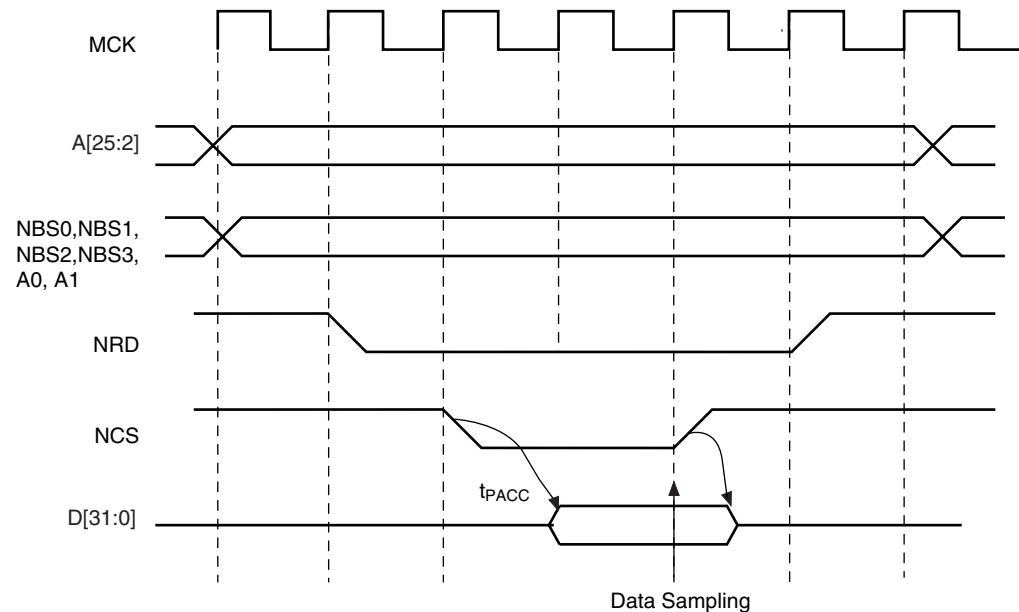 MCK
A[25:2]
NBS0,NBS1,
NBS2,NBS3,
A0, A1
NRD
NCS
tPACC
D[31:0]
Data Sampling